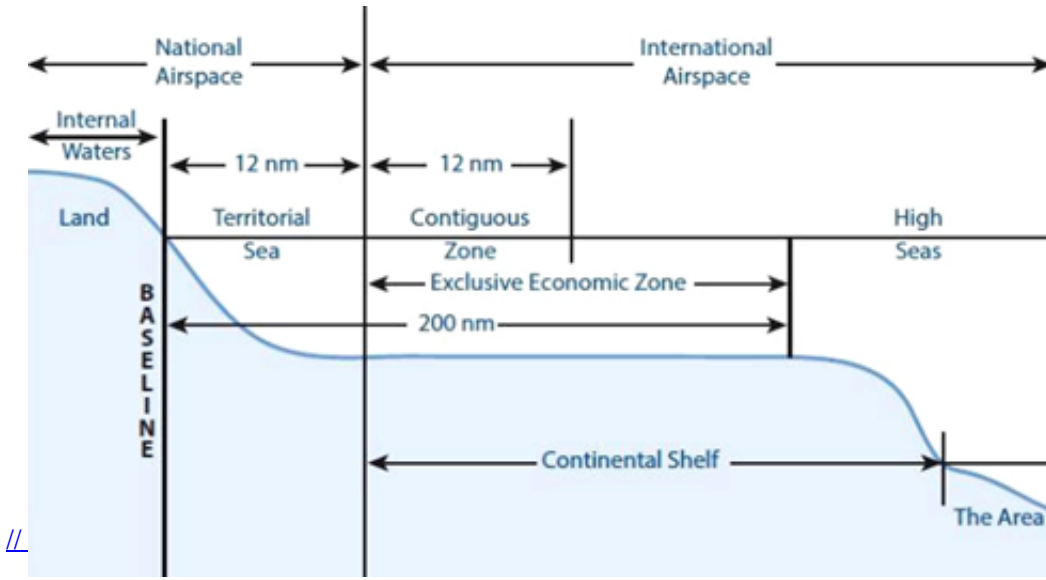 National
Airspace
International
Airspace
Internal
Waters
12 nm
12 nm
Land
Territorial
Sea
Contiguous
Zone
High
Seas
Exclusive Economic Zone
200 nm
BASELINE
Continental Shelf
The Area
//